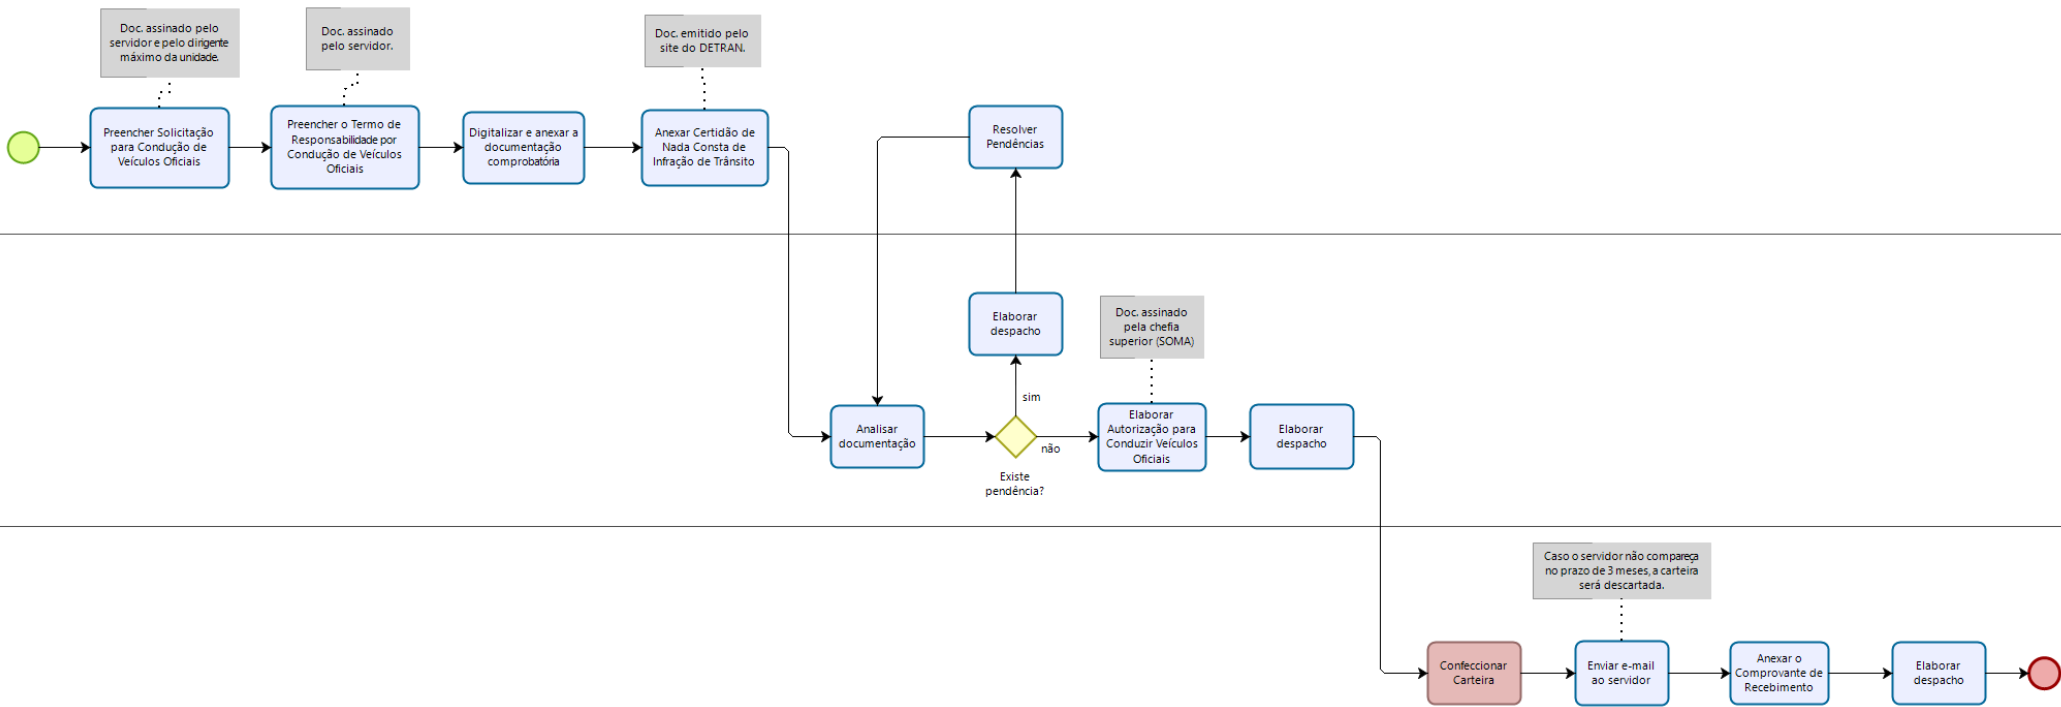 Doc. assinado pelo
servidor e pelo dirigente
máximo da unidade.
Doc. assinado
pelo servidor.
Doc. emitido pelo
site do DETRAN.
Preencher Solicitação
para Condução de
Veículos Oficiais
Preencher o Termo de
Responsabilidade por
Condução de Veículos
Oficiais
Digitalizar e anexar a
documentação
comprobatória
Anexar Certidão de
Nada Consta de
Infração de Trânsito
Resolver
Pendências
Elaborar
despacho
Doc. assinado
pela chefia
superior (SOMA)
sim
Analisar
documentação
não
Existe
pendência?
Elaborar
Autorização para
Conduzir Veículos
Oficiais
Elaborar
despacho
Caso o servidor não compareça
no prazo de 3 meses, a carteira
será descartada.
Confeccionar
Carteira
Enviar e-mail
ao servidor
Anexar o
Comprovante de
Recebimento
Elaborar
despacho